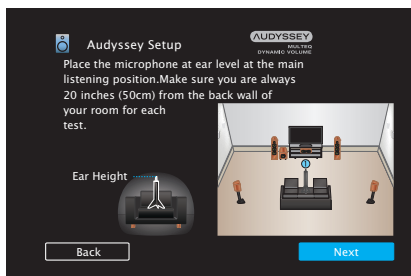 Audyssey Setup
AUDYSSEY
MULTEQ
DYNAMIC VOLUME
Place the microphone at ear level at the main
listening position.Make sure you are always
20 inches (50cm) from the back wall of
your room for each
test.
Ear Height
Back
Next